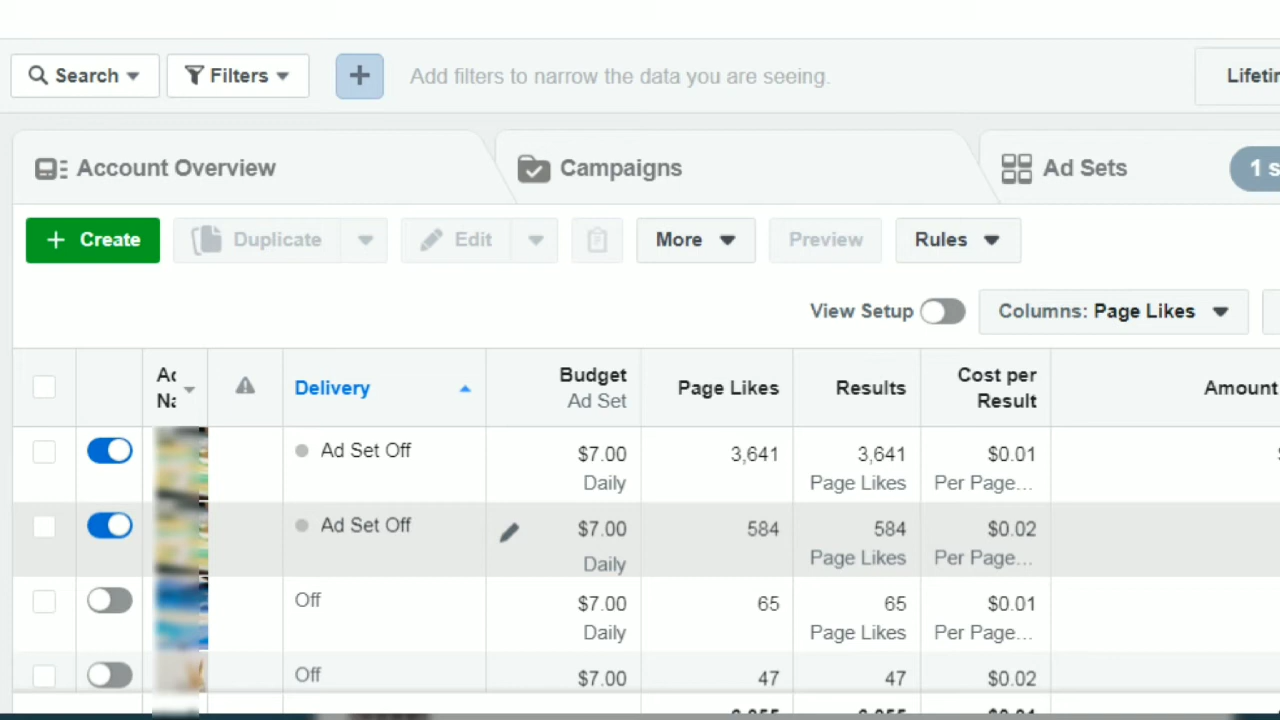 Search Filters + Add filters to narrow the data you are seeing.
Account Overview Campaigns Ad Sets 1
+ Create Duplicate Edit More Preview Rules
View Setup Columns: Page Likes
Delivery Budget Page Likes Results Cost per Amount
Ad Set Result
Ad Set Off $7.00 3,641 3,641 $0.01
Daily Page Likes Per Page...
Ad Set Off $7.00 584 584 $0.02
Daily Page Likes Per Page...
Off $7.00 65 65 $0.01
Daily Page Likes Per Page...
Off $7.00 47 47 $0.02